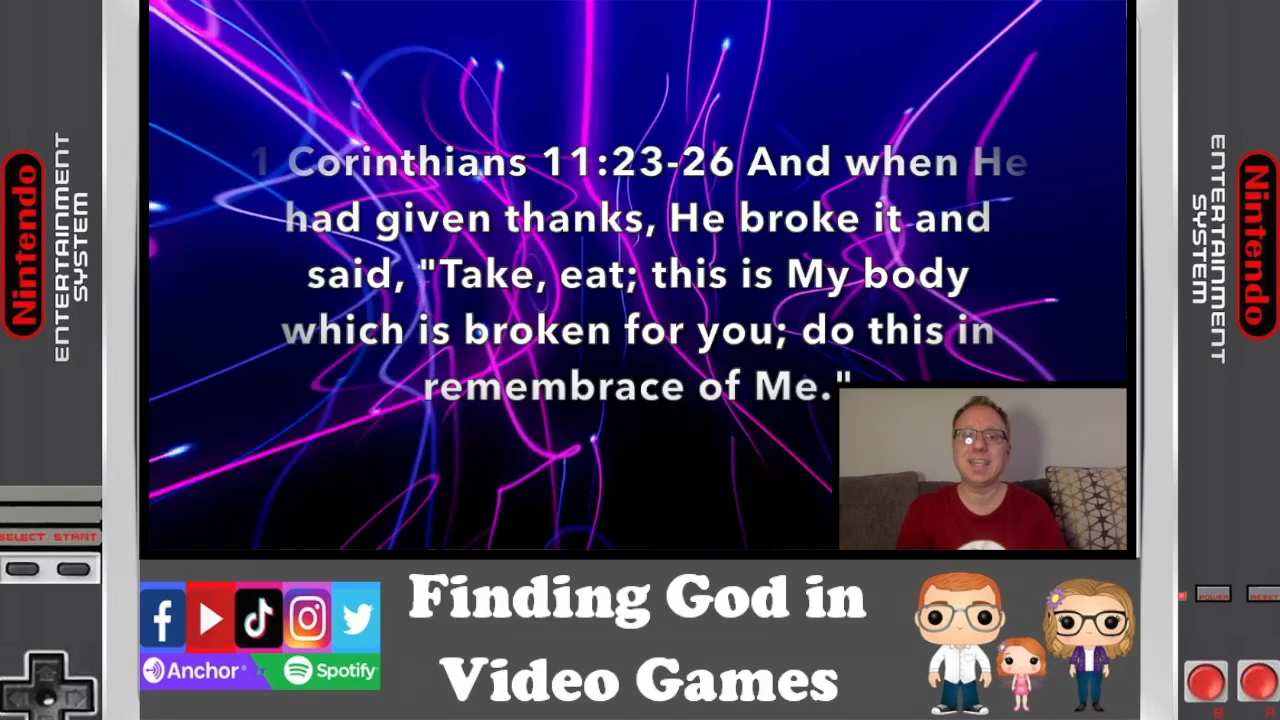 1 Corinthians 11:23-26 And when He
had given thanks, He broke it and
said, "Take, eat; this is My body
which is broken for you; do this in
remembrace of Me."
Nintendo
ENTERTAINMENT
SYSTEM
Nintendo
ENTERTAINMENT
SYSTEM
SELECT START
POWER RESET
B A
Anchor
Spotify
Finding God in
Video Games